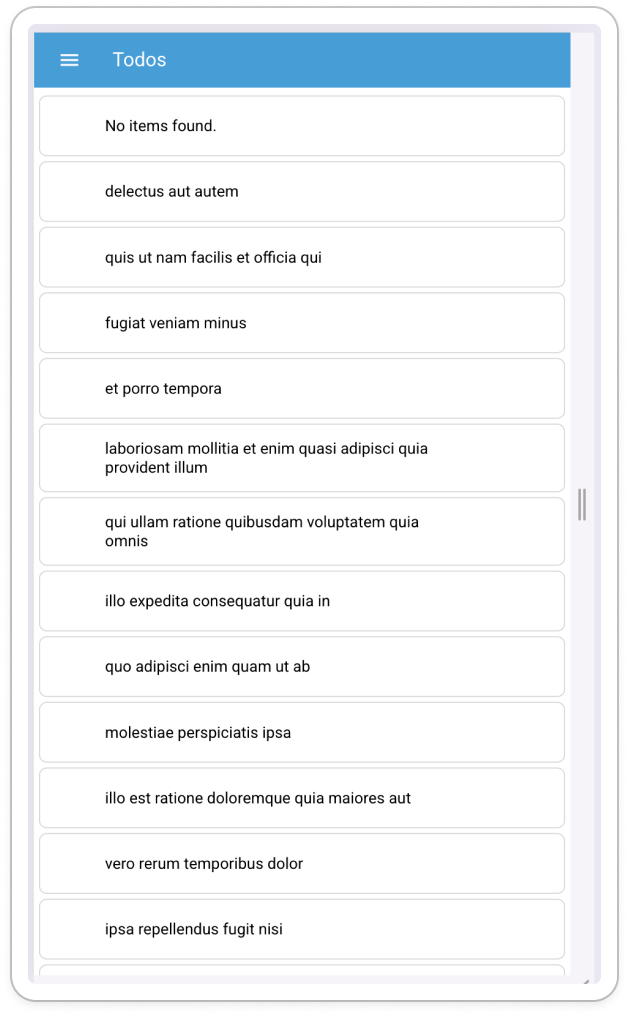 Todos
No items found.
delectus aut autem
quis ut nam facilis et officia qui
fugiat veniam minus
et porro tempora
laboriosam mollitia et enim quasi adipisci quia
provident illum
qui ullam ratione quibusdam voluptatem quia
omnis
illo expedita consequatur quia in
quo adipisci enim quam ut ab
molestiae perspiciatis ipsa
illo est ratione doloremque quia maiores aut
vero rerum temporibus dolor
ipsa repellendus fugit nisi